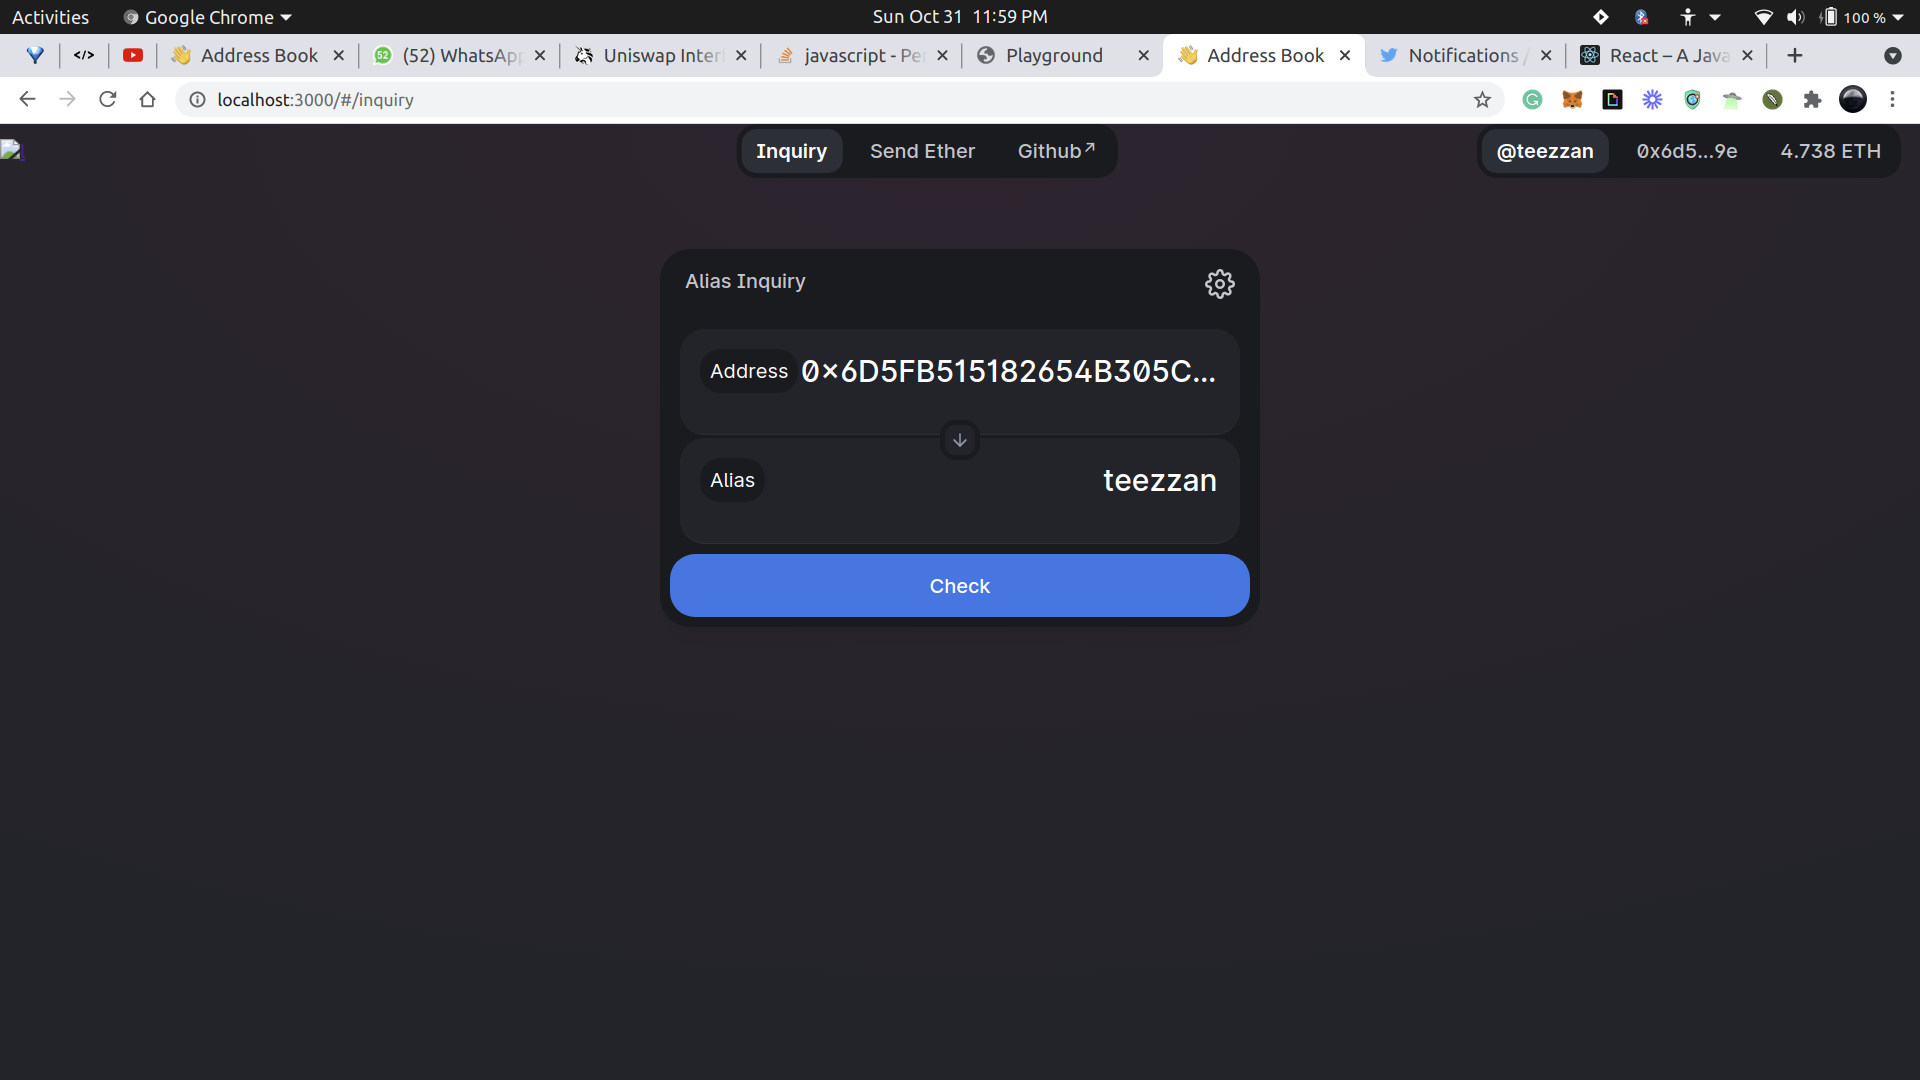 Activities Google Chrome Sun Oct 31 11:59 PM 100 %
</> Address Book (52) WhatsApp Uniswap Inter javascript - Pe Playground Address Book Notifications / React – A Java
localhost:3000/#/inquiry
Inquiry Send Ether Github↗ @teezzan 0x6d5...9e 4.738 ETH
Alias Inquiry
Address 0×6D5FB515182654B305C...
Alias teezzan
Check